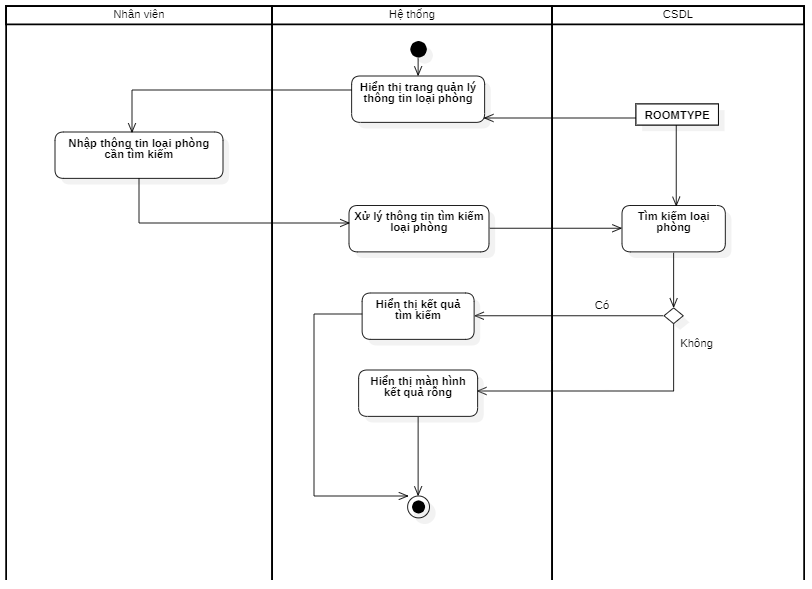 Nhân viên
Hệ thống
CSDL
Hiển thị trang quản lý
thông tin loại phòng
ROOMTYPE
Nhập thông tin loại phòng
cần tìm kiếm
Xử lý thông tin tìm kiếm
loại phòng
Tìm kiếm loại
phòng
Hiển thị kết quả
tìm kiếm
Có
Không
Hiển thị màn hình
kết quả rỗng